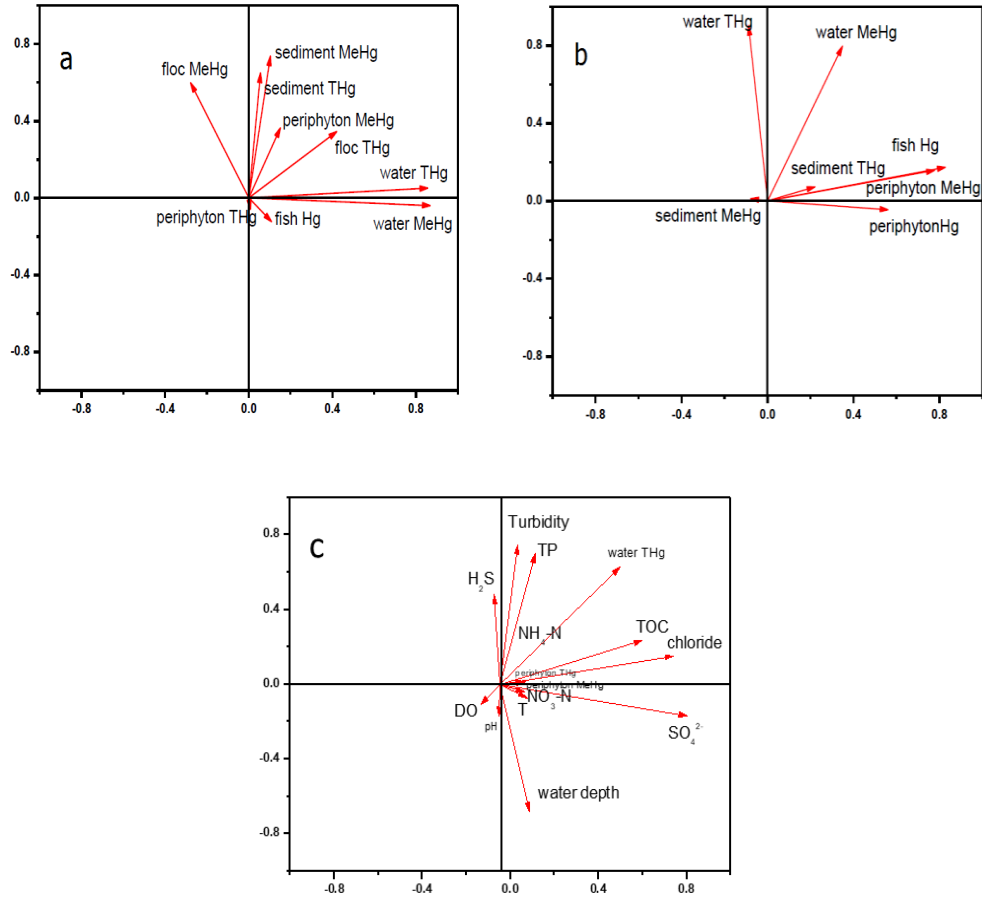 a
0.8
0.4
0.0
-0.4
-0.8
-0.8
-0.4
0.0
0.4
0.8
floc MeHg
sediment MeHg
sediment THg
periphyton MeHg
floc THg
water THg
water MeHg
periphyton THg
fish Hg
b
0.8
0.4
0.0
-0.4
-0.8
-0.8
-0.4
0.0
0.4
0.8
water THg
water MeHg
fish Hg
sediment THg
periphyton MeHg
sediment MeHg
periphytonHg
c
0.8
0.4
0.0
-0.4
-0.8
-0.8
-0.4
0.0
0.4
0.8
Turbidity
TP
water THg
H2S
NH4-N
TOC
chloride
periphyton THg
periphyton MeHg
NO3-N
DO
T
pH
SO4 2-
water depth